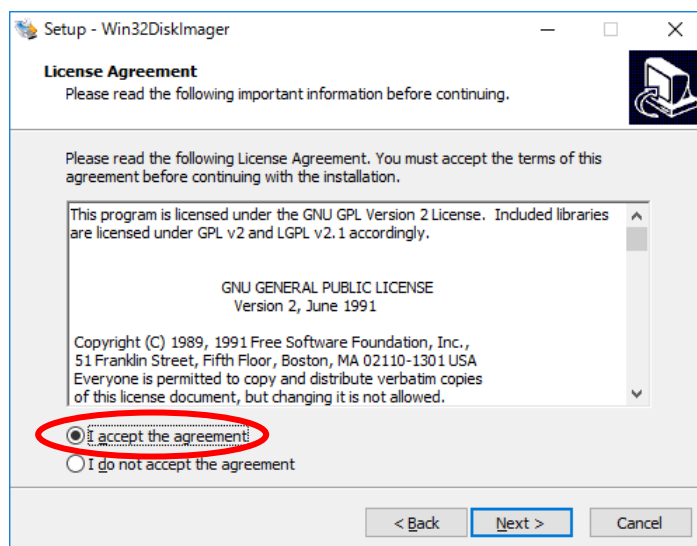 Setup - Win32DiskImager
License Agreement
Please read the following important information before continuing.
Please read the following License Agreement. You must accept the terms of this
agreement before continuing with the installation.
This program is licensed under the GNU GPL Version 2 License.  Included libraries
are licensed under GPL v2 and LGPL v2.1 accordingly.
GNU GENERAL PUBLIC LICENSE
Version 2, June 1991
Copyright (C) 1989, 1991 Free Software Foundation, Inc.,
51 Franklin Street, Fifth Floor, Boston, MA 02110-1301 USA
Everyone is permitted to copy and distribute verbatim copies
of this license document, but changing it is not allowed.
I accept the agreement
I do not accept the agreement
< Back
Next >
Cancel